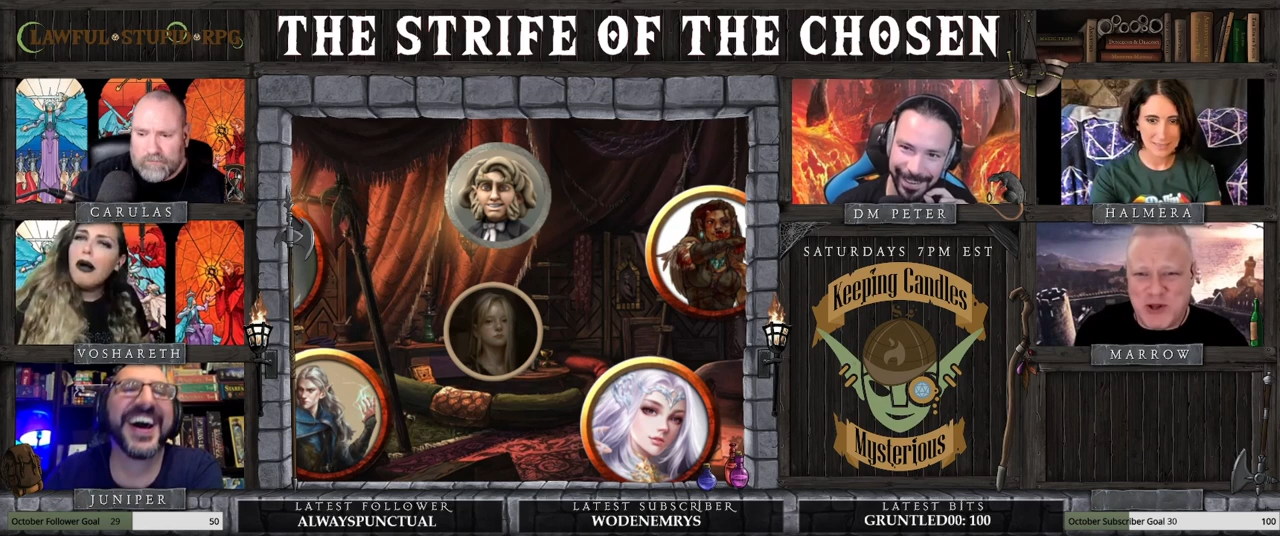 LAWFUL • STUPID • RPG
THE STRIFE OF THE CHOSEN
DUNGEONS & DRAGONS
CARULAS
DM PETER
HALMERA
SATURDAYS 7PM EST
Keeping Candles
Mysterious
VOSHARETH
MARROW
JUNIPER
LATEST FOLLOWER
ALWAYSPUNCTUAL
LATEST SUBSCRIBER
WODENEMRYS
LATEST BITS
GRUNTLED00: 100
October Follower Goal 29 50
October Subscriber Goal 30 100